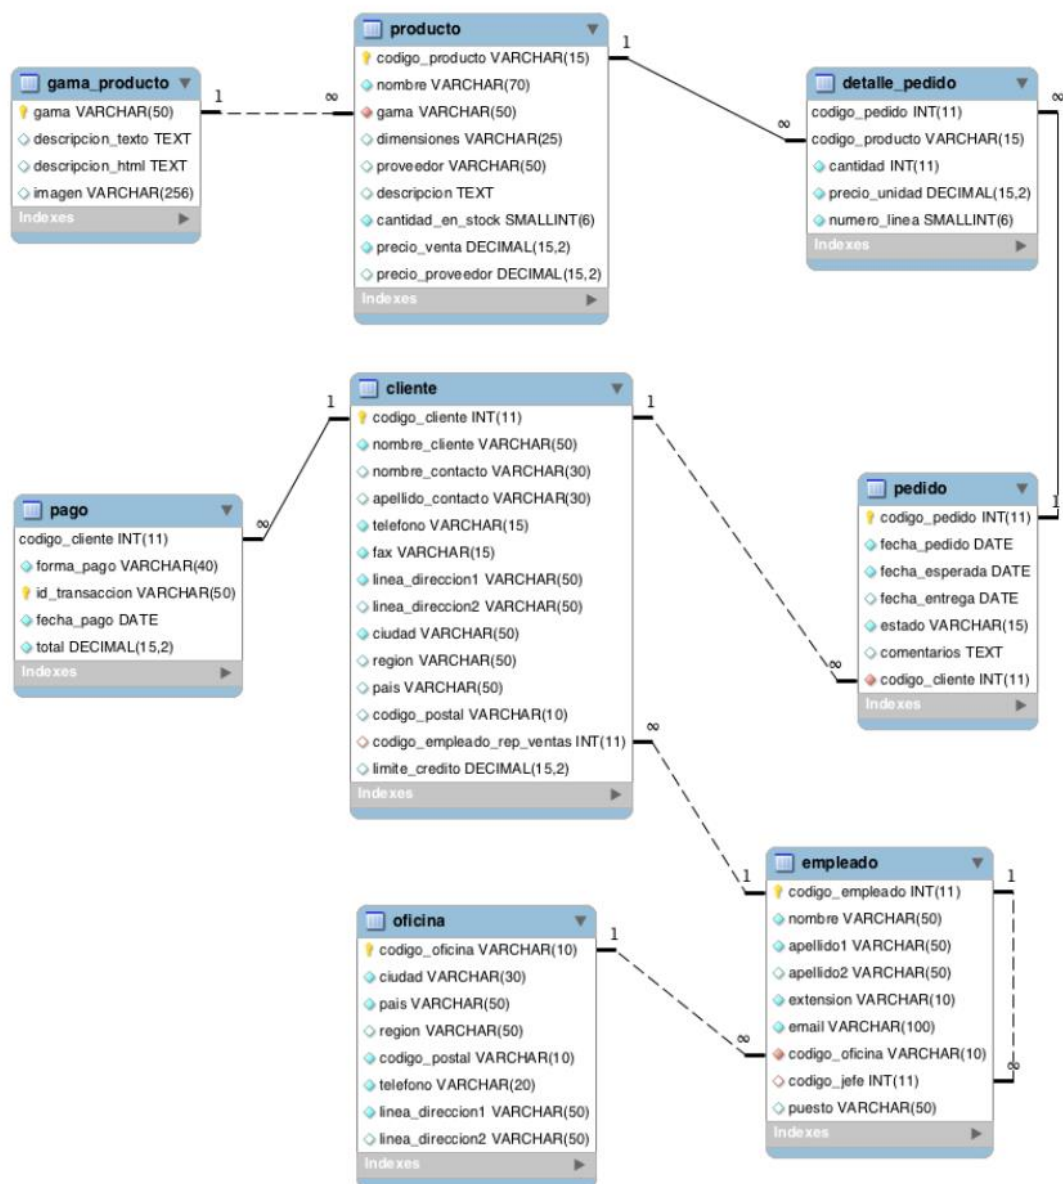 gama_producto
gama VARCHAR(50)
descripcion_texto TEXT
descripcion_html TEXT
imagen VARCHAR(256)
Indexes
1
∞
producto
codigo_producto VARCHAR(15)
nombre VARCHAR(70)
gama VARCHAR(50)
dimensiones VARCHAR(25)
proveedor VARCHAR(50)
descripcion TEXT
cantidad_en_stock SMALLINT(6)
precio_venta DECIMAL(15,2)
precio_proveedor DECIMAL(15,2)
Indexes
1
∞
detalle_pedido
codigo_pedido INT(11)
codigo_producto VARCHAR(15)
cantidad INT(11)
precio_unidad DECIMAL(15,2)
numero_linea SMALLINT(6)
Indexes
∞
1
pago
codigo_cliente INT(11)
forma_pago VARCHAR(40)
id_transaccion VARCHAR(50)
fecha_pago DATE
total DECIMAL(15,2)
Indexes
∞
1
cliente
codigo_cliente INT(11)
nombre_cliente VARCHAR(50)
nombre_contacto VARCHAR(30)
apellido_contacto VARCHAR(30)
telefono VARCHAR(15)
fax VARCHAR(15)
linea_direccion1 VARCHAR(50)
linea_direccion2 VARCHAR(50)
ciudad VARCHAR(50)
region VARCHAR(50)
pais VARCHAR(50)
codigo_postal VARCHAR(10)
codigo_empleado_rep_ventas INT(11)
limite_credito DECIMAL(15,2)
Indexes
1
∞
∞
1
pedido
codigo_pedido INT(11)
fecha_pedido DATE
fecha_esperada DATE
fecha_entrega DATE
estado VARCHAR(15)
comentarios TEXT
codigo_cliente INT(11)
Indexes
oficina
codigo_oficina VARCHAR(10)
ciudad VARCHAR(30)
pais VARCHAR(50)
region VARCHAR(50)
codigo_postal VARCHAR(10)
telefono VARCHAR(20)
linea_direccion1 VARCHAR(50)
linea_direccion2 VARCHAR(50)
Indexes
1
∞
empleado
codigo_empleado INT(11)
nombre VARCHAR(50)
apellido1 VARCHAR(50)
apellido2 VARCHAR(50)
extension VARCHAR(10)
email VARCHAR(100)
codigo_oficina VARCHAR(10)
codigo_jefe INT(11)
puesto VARCHAR(50)
Indexes
1
∞